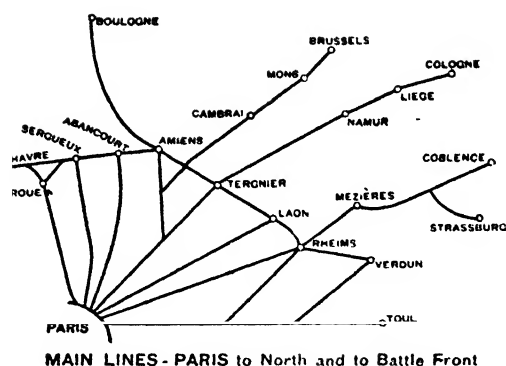 BOULOGNE
BRUSSELS
MONS
COLOGNE
LIEGE
CAMBRAI
NAMUR
ABANCOURT
AMIENS
SERQUEUX
HAVRE
COBLENCE
TERGNIER
MEZIÈRES
LAON
STRASSBURG
RHEIMS
VERDUN
PARIS
TOUL
MAIN LINES - PARIS to North and to Battle Front